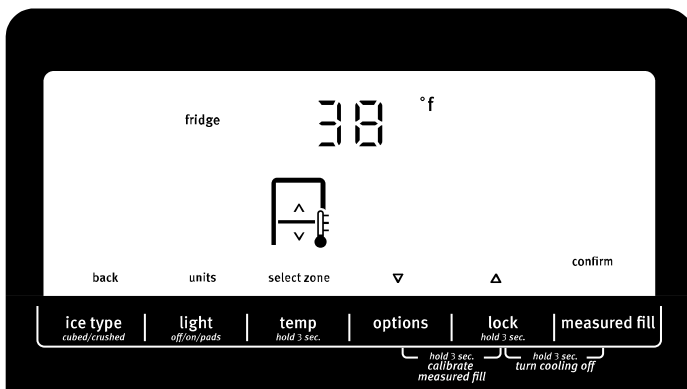 fridge 38 °f
confirm
back units select zone ▽ △
ice type light temp options lock measured fill
cubed/crushed off/on/pads hold 3 sec. hold 3 sec.
hold 3 sec. hold 3 sec.
calibrate turn cooling off
measured fill